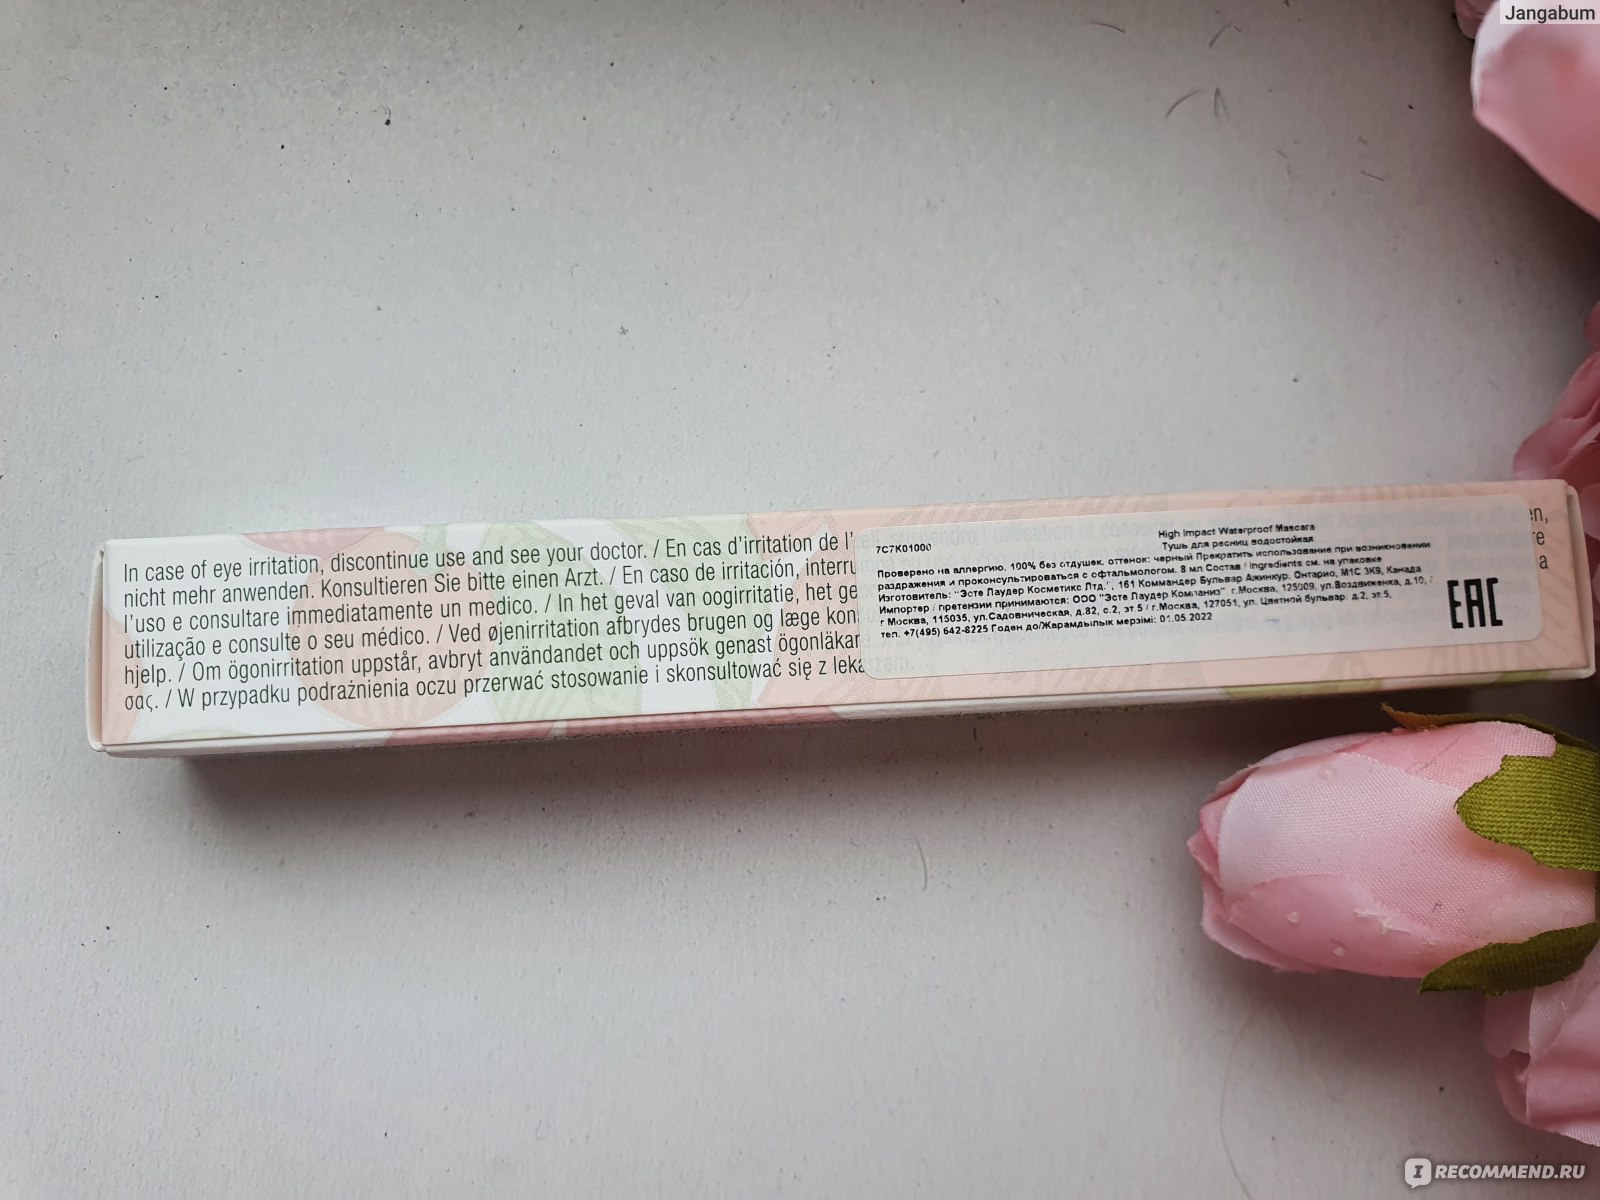 Jangabum
In case of eye irritation, discontinue use and see your doctor. / En cas d'irritation de l'
nicht mehr anwenden. Konsultieren Sie bitte einen Arzt. / En caso de irritación, interru
l'uso e consultare immediatamente un medico. / In het geval van oogirritatie, het ge
utilização e consulte o seu médico. / Ved øjenirritation afbrydes brugen og læge kon
hjelp. / Om ögonirritation uppstår, avbryt användandet och uppsök genast ögonläkar
σας. / W przypadku podrażnienia oczu przerwać stosowanie i skonsultować się z lekarzem.
en,
re
a
High Impact Waterproof Mascara
7C7K01000
Тушь для ресниц водостойкая
Проверено на аллергию. 100% без отдушек. оттенок: черный Прекратить использование при возникновении
раздражения и проконсультироваться с офтальмологом. 8 мл Состав / Ingredients см. на упаковке
Изготовитель: "Эсте Лаудер Косметикс Лтд.", 161 Коммандер Бульвар Ажинкур, Онтарио, M1C 3K9, Канада
Импортер / претензии принимаются: ООО "Эсте Лаудер Компаниз" г.Москва, 125009, ул.Воздвиженка, д.10, /
г Москва, 115035, ул.Садовническая, д.82, с.2, эт 5 / г.Москва, 127051, ул. Цветной бульвар, д.2, эт.5,
тел. +7(495) 642-8225 Годен до/Жарамдылык мерзімі: 01.05.2022
EAC
IRECOMMEND.RU